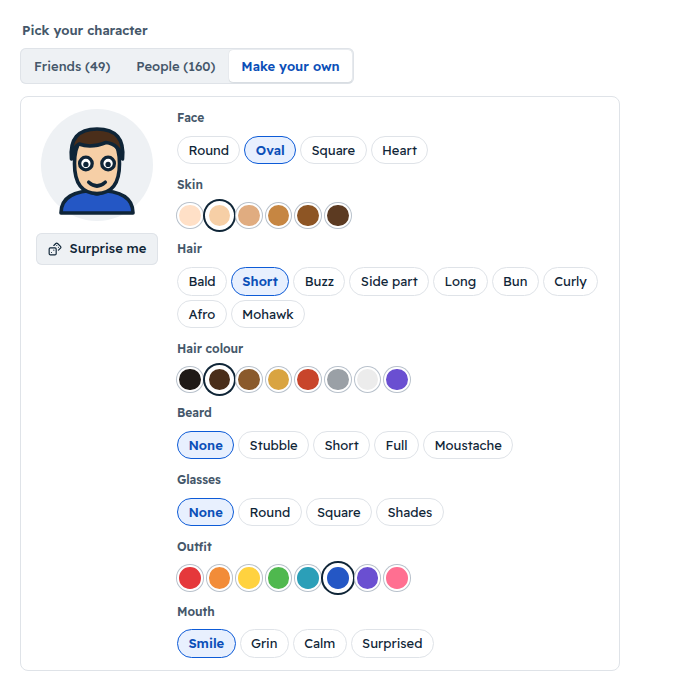 Pick your character
Friends (49) People (160) Make your own
Face
Round Oval Square Heart
Skin
Surprise me
Hair
Bald Short Buzz Side part Long Bun Curly
Afro Mohawk
Hair colour
Beard
None Stubble Short Full Moustache
Glasses
None Round Square Shades
Outfit
Mouth
Smile Grin Calm Surprised